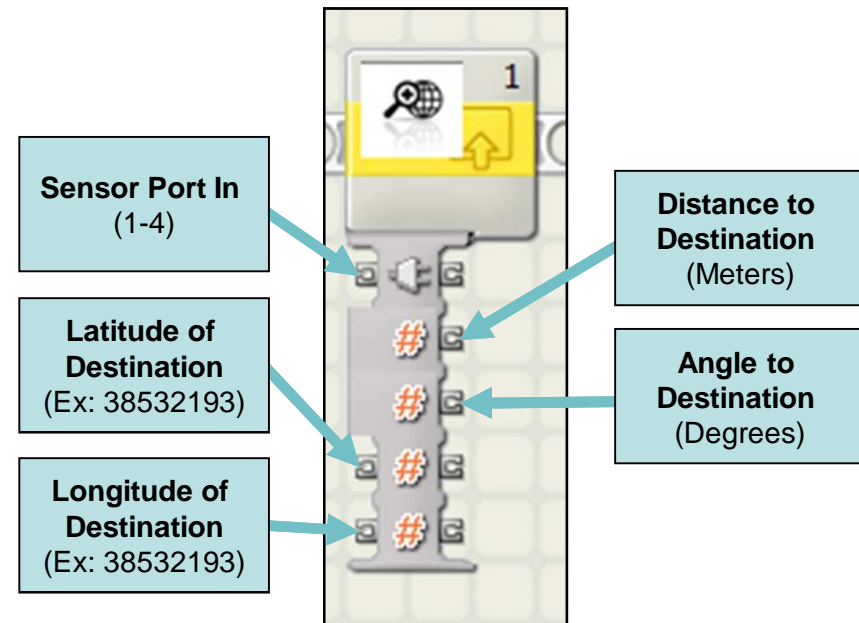 1
Sensor Port In
(1-4)
Latitude of
Destination
(Ex: 38532193)
Longitude of
Destination
(Ex: 38532193)
#
#
#
#
Distance to
Destination
(Meters)
Angle to
Destination
(Degrees)